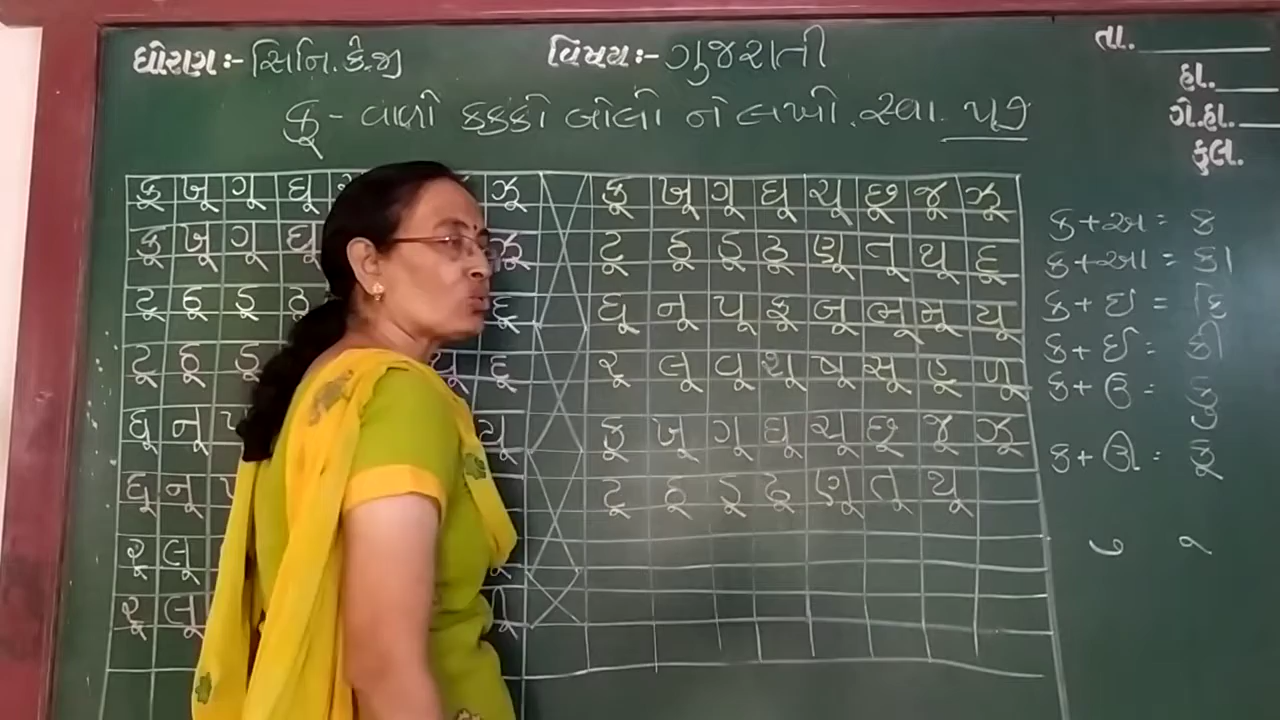 ધોરણ:- સિનિ.કે.જી વિષય:- ગુજરાતી તા.
હા.
કૂ - વાળો કક્કો બોલો ને લખો. સ્વા.
ગે.હા.
કુલ.
કૂ ખૂ ગૂ ઘૂ ઝૂ કૂ ખૂ ગૂ ઘૂ ચૂ છૂ જૂ ઝૂ
કૂ ખૂ ગૂ ઘૂ ઝૂ ટૂ ઠૂ ડૂ ઢૂ ણૂ તૂ થૂ દૂ
ટૂ ઠૂ ડૂ ઢૂ દૂ ધૂ નૂ પૂ ફૂ બૂ ભૂ મૂ યૂ
ટૂ ઠૂ ડૂ થૂ દૂ રૂ લૂ વૂ શૂ ષૂ સૂ હૂ ળૂ
ધૂ નૂ યૂ કૂ ખૂ ગૂ ઘૂ ચૂ છૂ જૂ ઝૂ
ધૂ નૂ ટૂ ઠૂ ડૂ ઢૂ ણૂ તૂ થૂ
રૂ લૂ
રૂ લૂ ળૂ
ક + અ = ક
ક + આ = કા
ક + ઇ = કિ
ક + ઈ = કી
ક + ઉ = કુ
ક + ઊ = કૂ